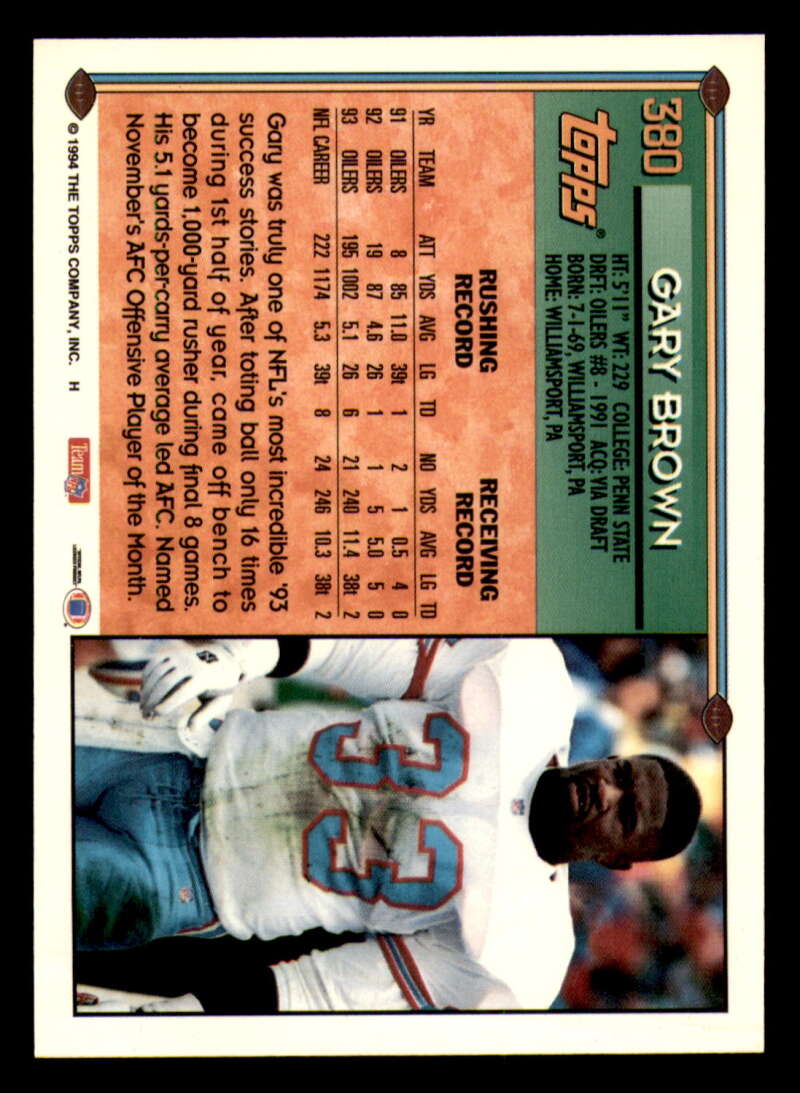 380
GARY BROWN
topps®
HT: 5'11" WT: 229 COLLEGE: PENN STATE
DRFT: OILERS #8 - 1991 ACQ: VIA DRAFT
BORN: 7-1-69, WILLIAMSPORT, PA
HOME: WILLIAMSPORT, PA
RUSHING RECORD RECEIVING RECORD
YR TEAM ATT YDS AVG LG TD NO YDS AVG LG TD
91 OILERS 8 85 11.0 39t 1 2 1 0.5 4 0
92 OILERS 19 87 4.6 26 1 1 5 5.0 5 0
93 OILERS 195 1002 5.1 26 6 21 240 11.4 38t 2
NFL CAREER 222 1174 5.3 39t 8 24 246 10.3 38t 2
Gary was truly one of NFL's most incredible '93
success stories. After toting ball only 16 times
during 1st half of year, came off bench to
become 1,000-yard rusher during final 8 games.
His 5.1 yards-per-carry average led AFC. Named
November's AFC Offensive Player of the Month.
© 1994 THE TOPPS COMPANY, INC. H
Team NFL
33